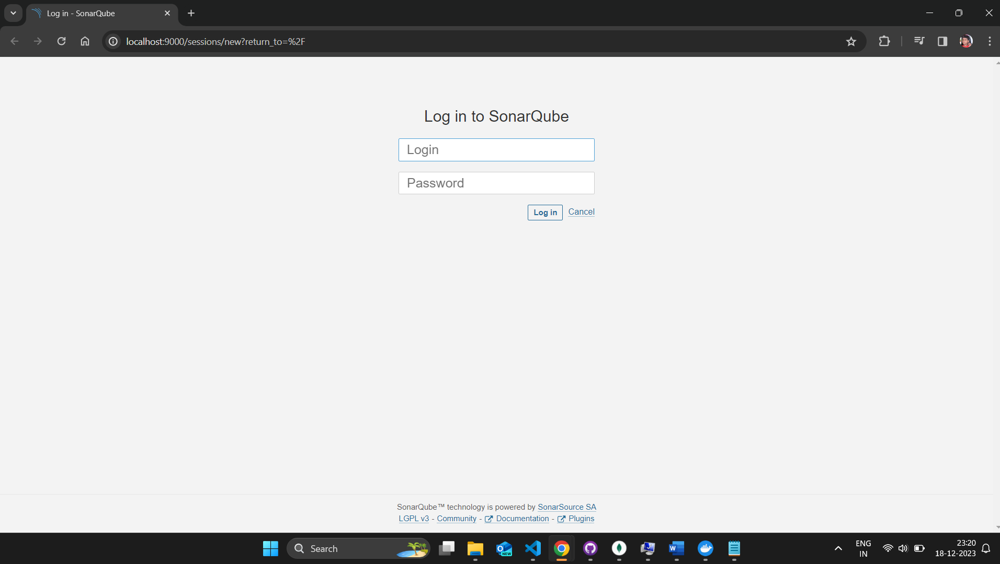 Log in - SonarQube
localhost:9000/sessions/new?return_to=%2F
Log in to SonarQube
Login
Password
Log in Cancel
SonarQube™ technology is powered by SonarSource SA
LGPL v3 - Community - Documentation - Plugins
Search
NEW
W
ENG
IN
23:20
18-12-2023